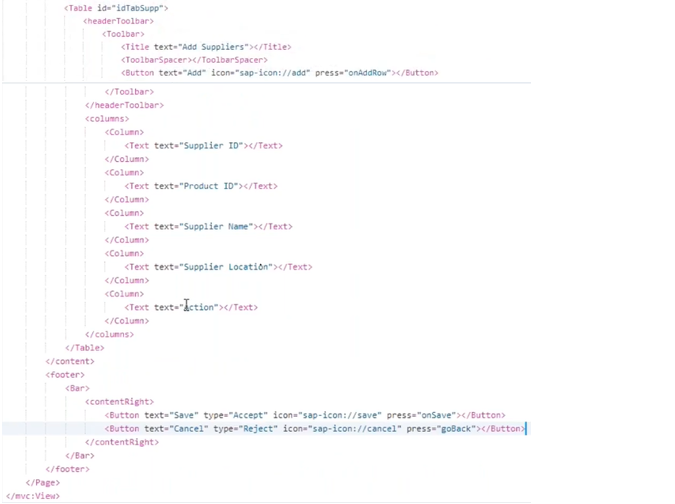 <Table id="idTabSupp">
<headerToolbar>
<Toolbar>
<Title text="Add Suppliers"></Title>
<ToolbarSpacer></ToolbarSpacer>
<Button text="Add" icon="sap-icon://add" press="onAddRow"></Button>
</Toolbar>
</headerToolbar>
<columns>
<Column>
<Text text="Supplier ID"></Text>
</Column>
<Column>
<Text text="Product ID"></Text>
</Column>
<Column>
<Text text="Supplier Name"></Text>
</Column>
<Column>
<Text text="Supplier Location"></Text>
</Column>
<Column>
<Text text="Action"></Text>
</Column>
</columns>
</Table>
</content>
<footer>
<Bar>
<contentRight>
<Button text="Save" type="Accept" icon="sap-icon://save" press="onSave"></Button>
<Button text="Cancel" type="Reject" icon="sap-icon://cancel" press="goBack"></Button>
</contentRight>
</Bar>
</footer>
</Page>
</mvc:View>